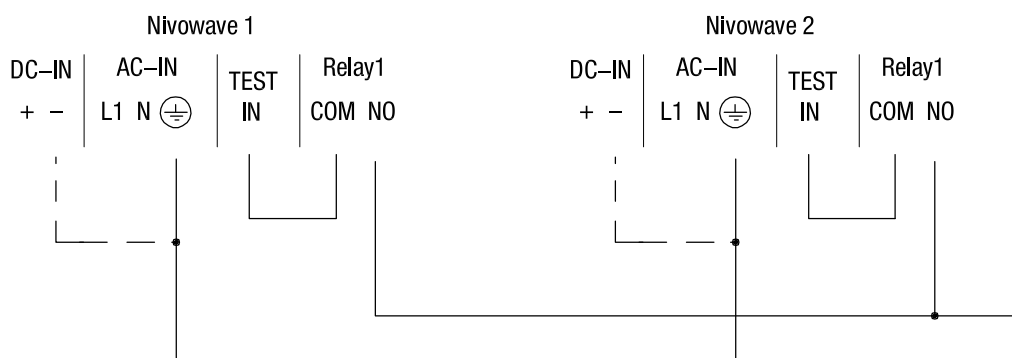 Nivowave 1
DC–IN AC–IN TEST Relay1
+ – L1 N IN COM NO
Nivowave 2
DC–IN AC–IN TEST Relay1
+ – L1 N IN COM NO